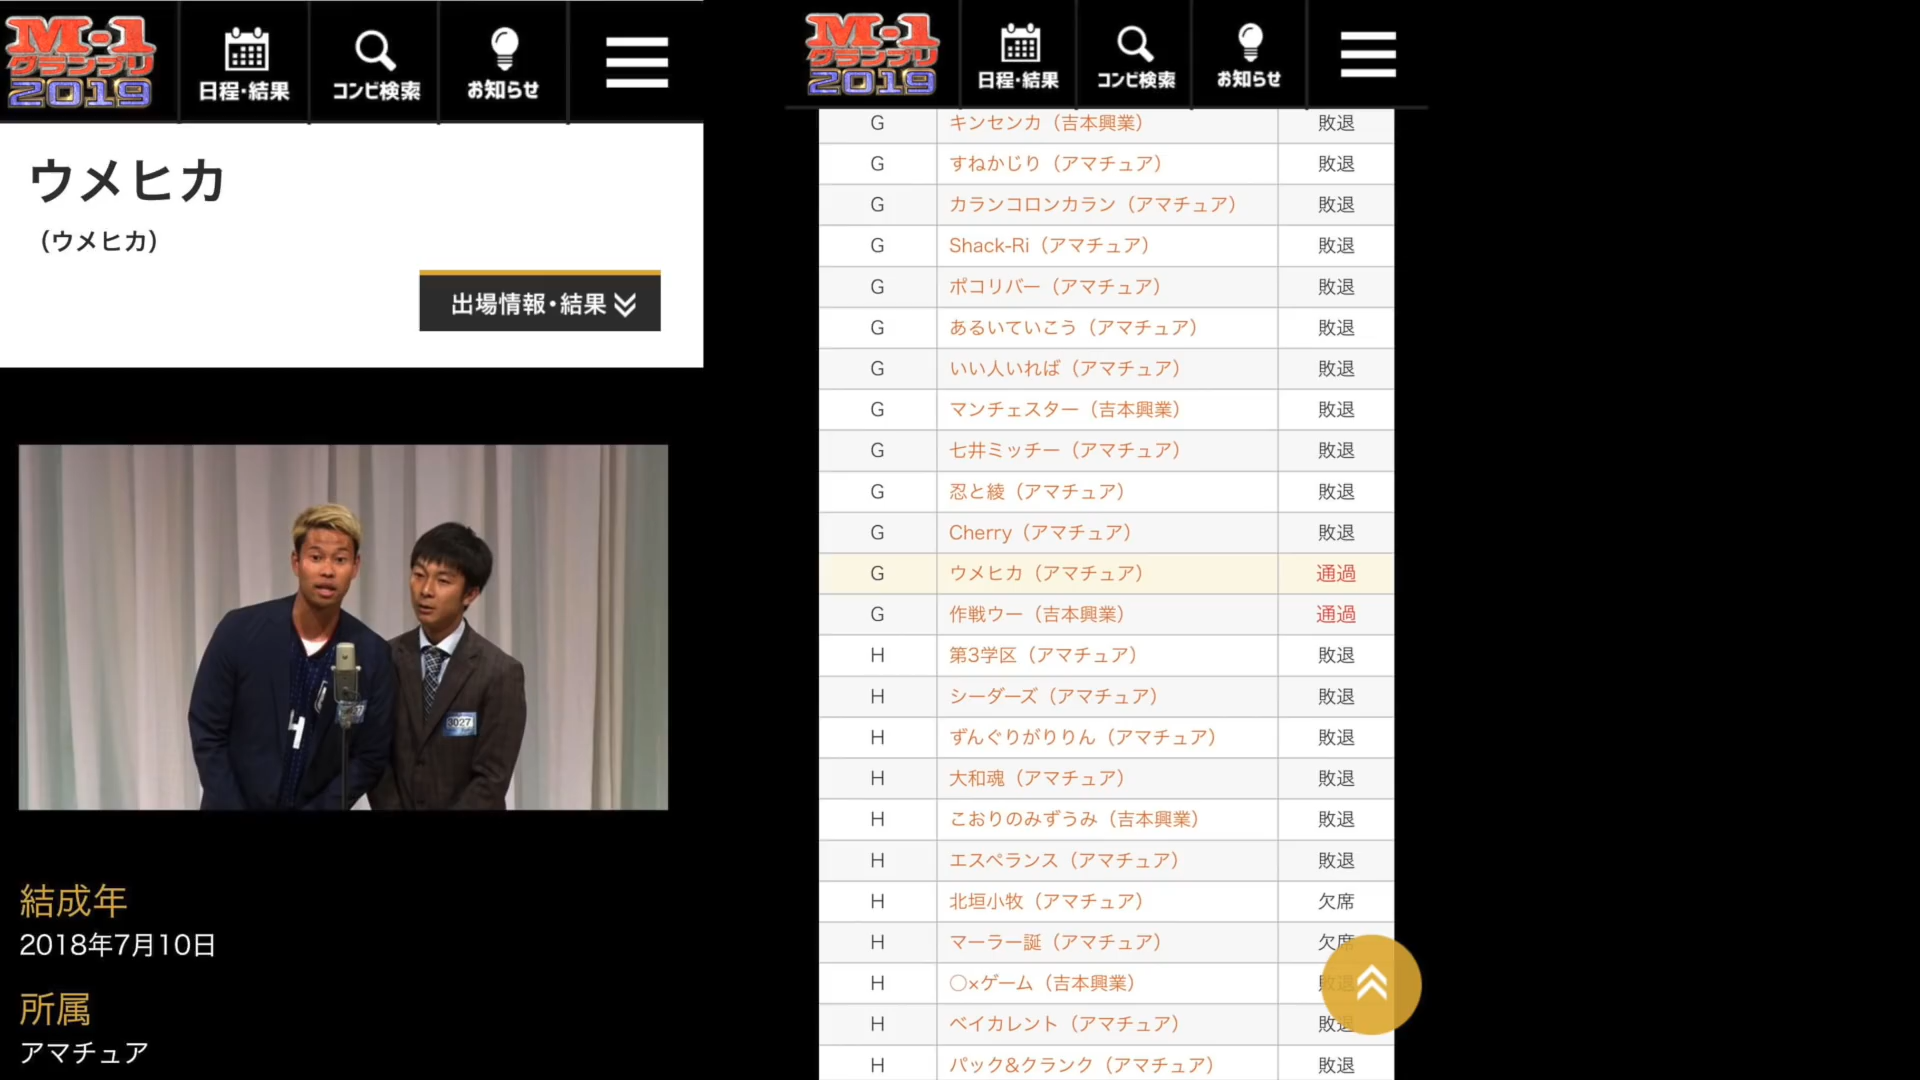 M-1
グランプリ
2019
日程・結果
コンビ検索
お知らせ
ウメヒカ
(ウメヒカ)
出場情報・結果
3027
結成年
2018年7月10日
所属
アマチュア
M-1
グランプリ
2019
日程・結果
コンビ検索
お知らせ
G キンセンカ（吉本興業） 敗退
G すねかじり（アマチュア） 敗退
G カランコロンカラン（アマチュア） 敗退
G Shack-Ri（アマチュア） 敗退
G ポコリバー（アマチュア） 敗退
G あるいていこう（アマチュア） 敗退
G いい人いれば（アマチュア） 敗退
G マンチェスター（吉本興業） 敗退
G 七井ミッチー（アマチュア） 敗退
G 忍と綾（アマチュア） 敗退
G Cherry（アマチュア） 敗退
G ウメヒカ（アマチュア） 通過
G 作戦ウー（吉本興業） 通過
H 第3学区（アマチュア） 敗退
H シーダーズ（アマチュア） 敗退
H ずんぐりがりりん（アマチュア） 敗退
H 大和魂（アマチュア） 敗退
H こおりのみずうみ（吉本興業） 敗退
H エスペランス（アマチュア） 敗退
H 北垣小牧（アマチュア） 欠席
H マーラー誕（アマチュア） 欠席
H ○×ゲーム（吉本興業） 敗退
H ベイカレント（アマチュア） 敗退
H パック&クランク（アマチュア） 敗退